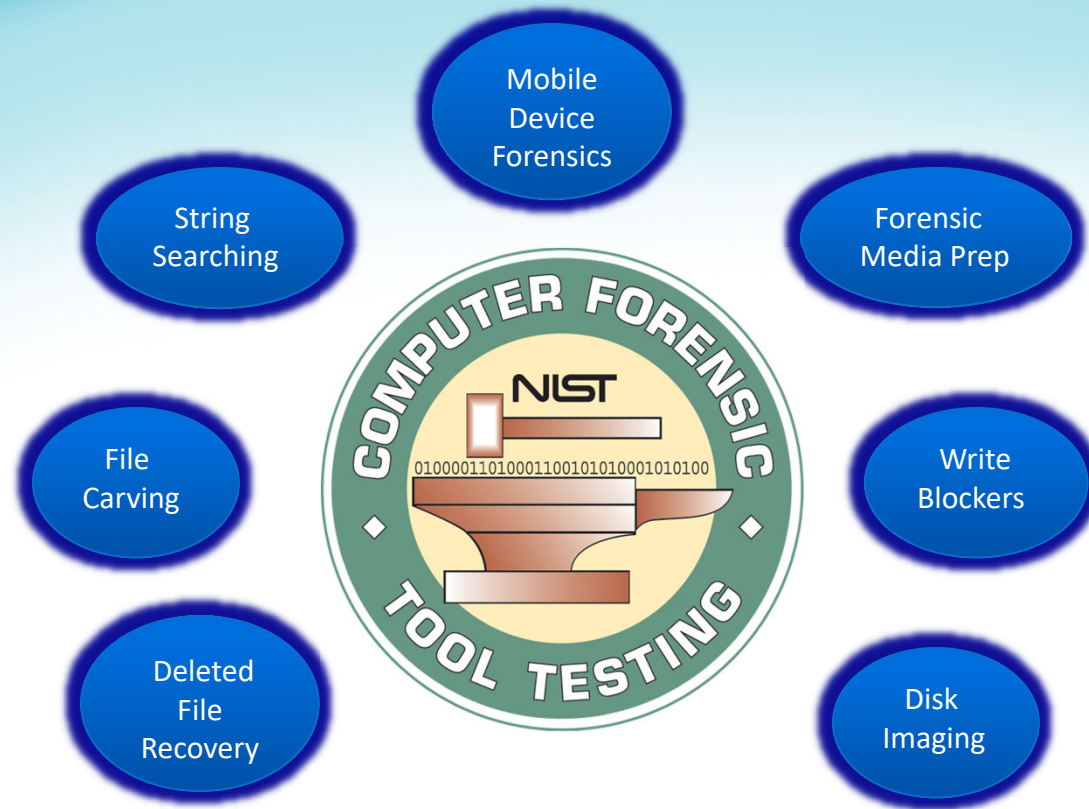 Mobile
Device
Forensics
String
Searching
Forensic
Media Prep
COMPUTER FORENSIC
NIST
01000011010001100101010001010100
TOOL TESTING
File
Carving
Write
Blockers
Deleted
File
Recovery
Disk
Imaging